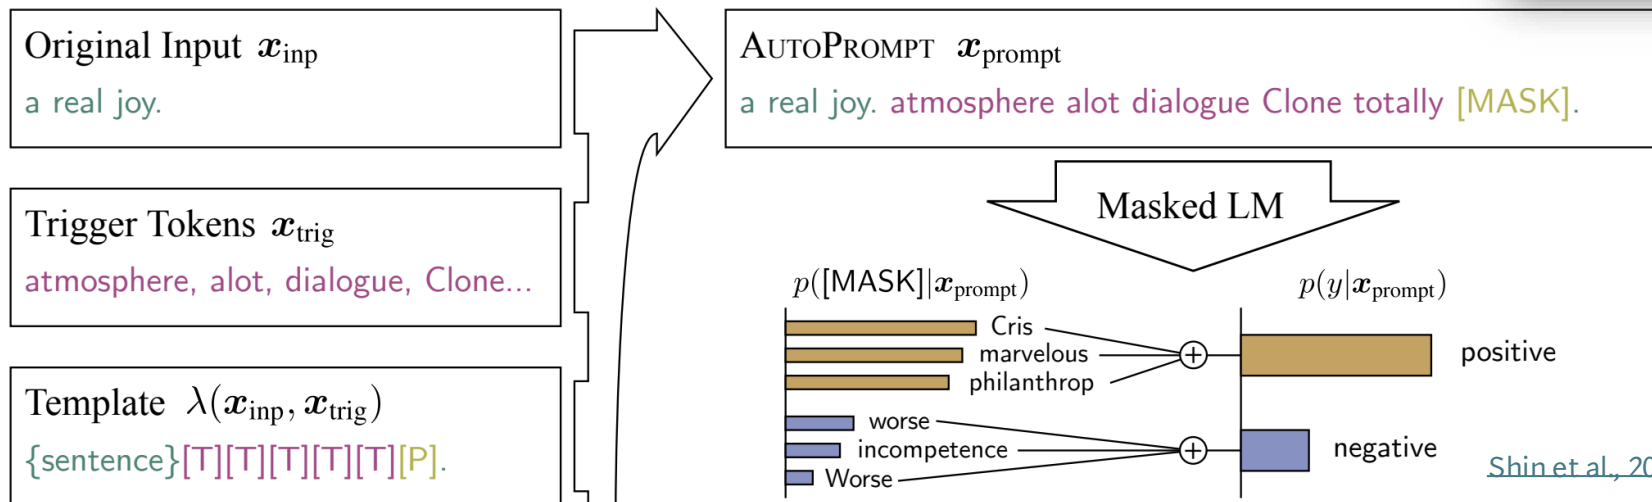 Original Input x_inp
a real joy.
Trigger Tokens x_trig
atmosphere, alot, dialogue, Clone...
Template λ(x_inp, x_trig)
{sentence}[T][T][T][T][T][P].
AUTOPROMPT x_prompt
a real joy. atmosphere alot dialogue Clone totally [MASK].
Masked LM
p([MASK]|x_prompt)
p(y|x_prompt)
Cris
marvelous
philanthrop
positive
worse
incompetence
Worse
negative
Shin et al., 20